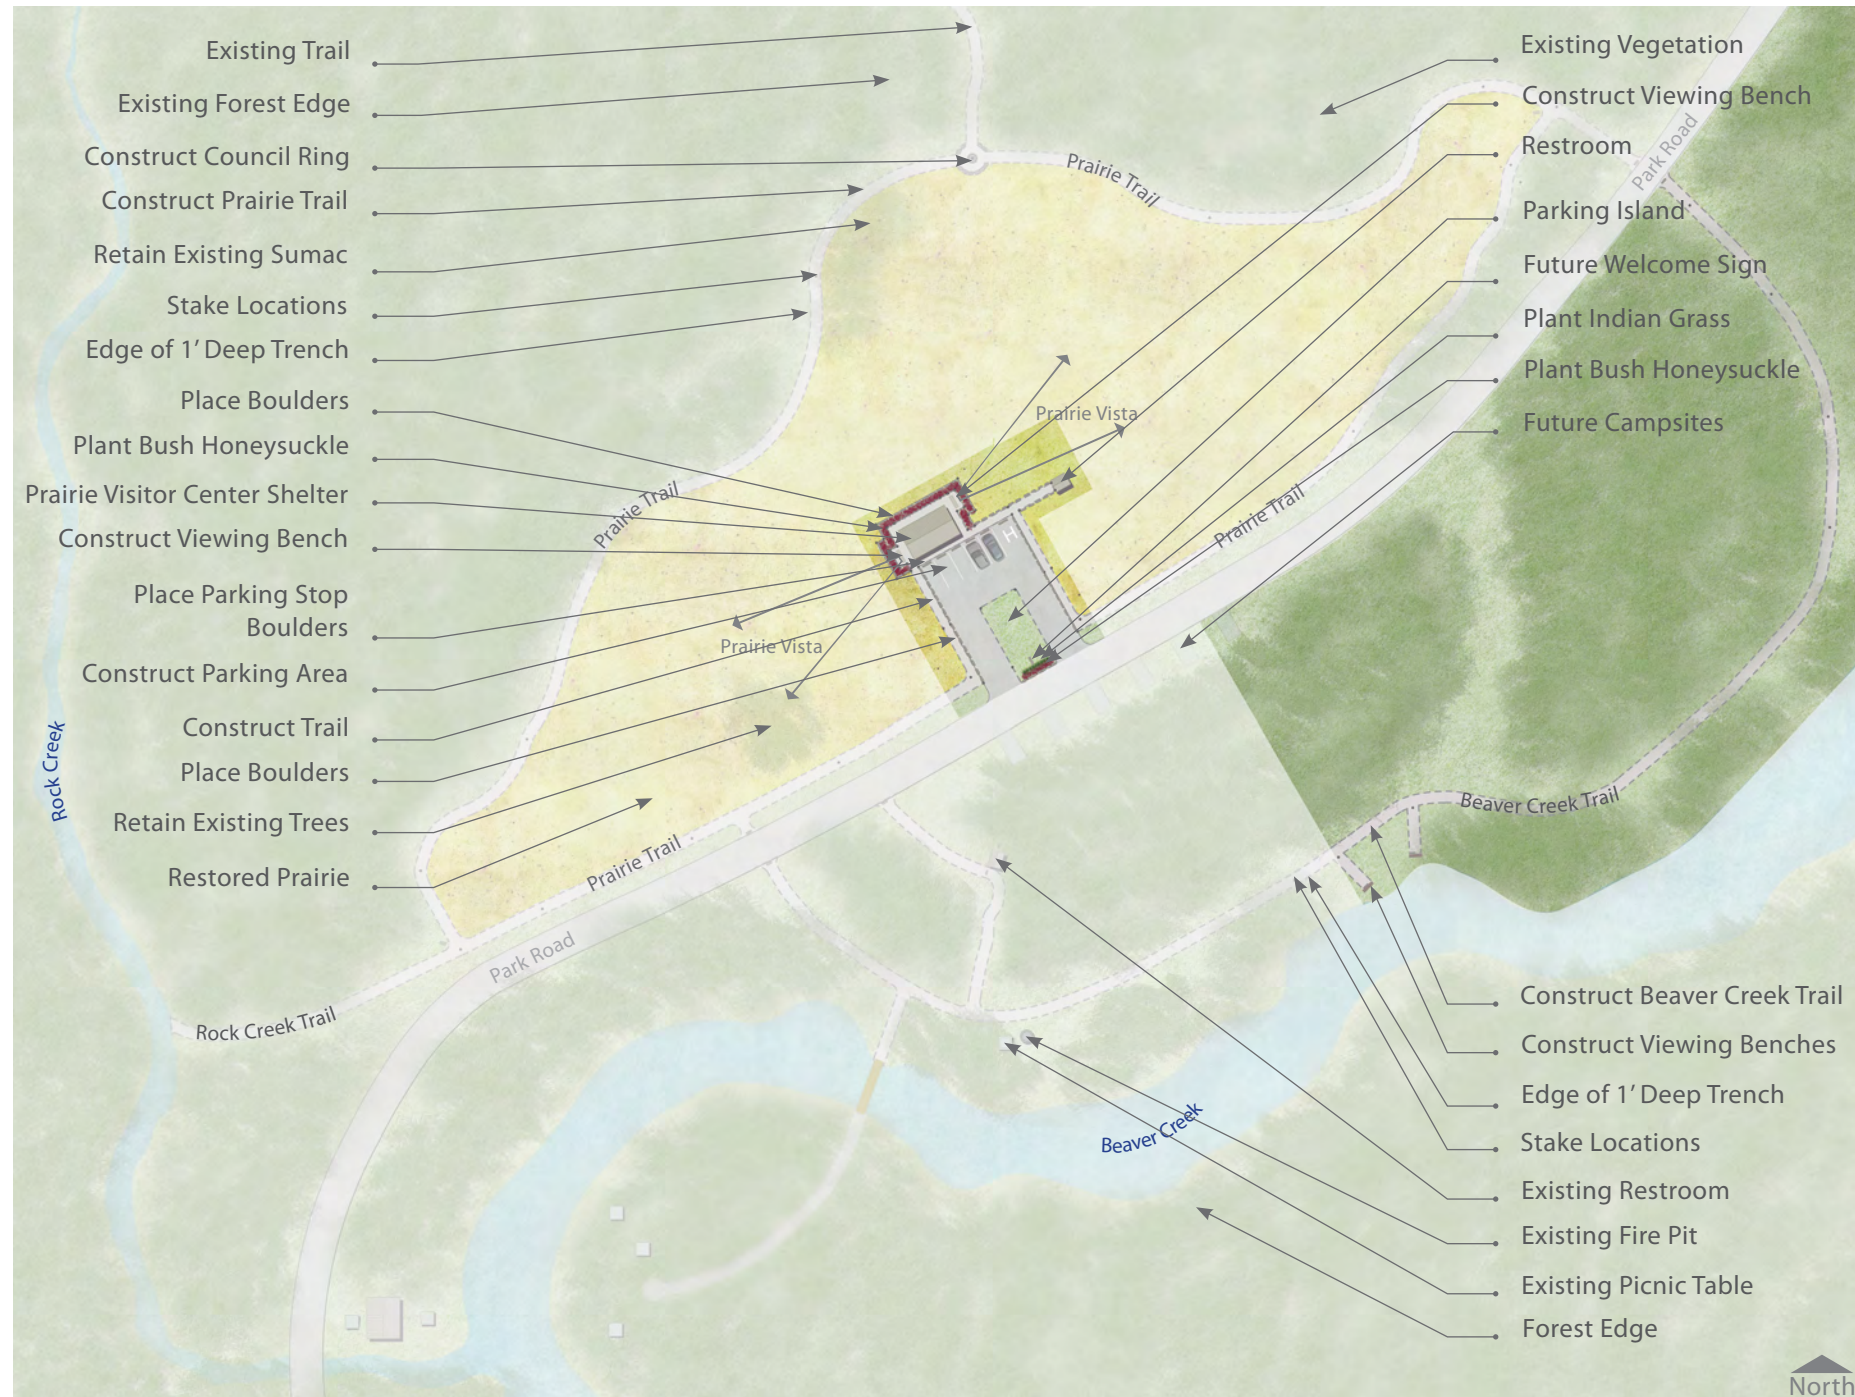 Existing Trail
Existing Forest Edge
Construct Council Ring
Construct Prairie Trail
Retain Existing Sumac
Stake Locations
Edge of 1' Deep Trench
Place Boulders
Plant Bush Honeysuckle
Prairie Visitor Center Shelter
Construct Viewing Bench
Place Parking Stop
Boulders
Construct Parking Area
Construct Trail
Place Boulders
Retain Existing Trees
Restored Prairie
Existing Vegetation
Construct Viewing Bench
Restroom
Parking Island
Future Welcome Sign
Plant Indian Grass
Plant Bush Honeysuckle
Future Campsites
Prairie Trail
Park Road
Prairie Vista
Prairie Trail
Prairie Trail
Prairie Vista
Rock Creek
Prairie Trail
Beaver Creek Trail
Park Road
Rock Creek Trail
Beaver Creek
H
Construct Beaver Creek Trail
Construct Viewing Benches
Edge of 1' Deep Trench
Stake Locations
Existing Restroom
Existing Fire Pit
Existing Picnic Table
Forest Edge
North